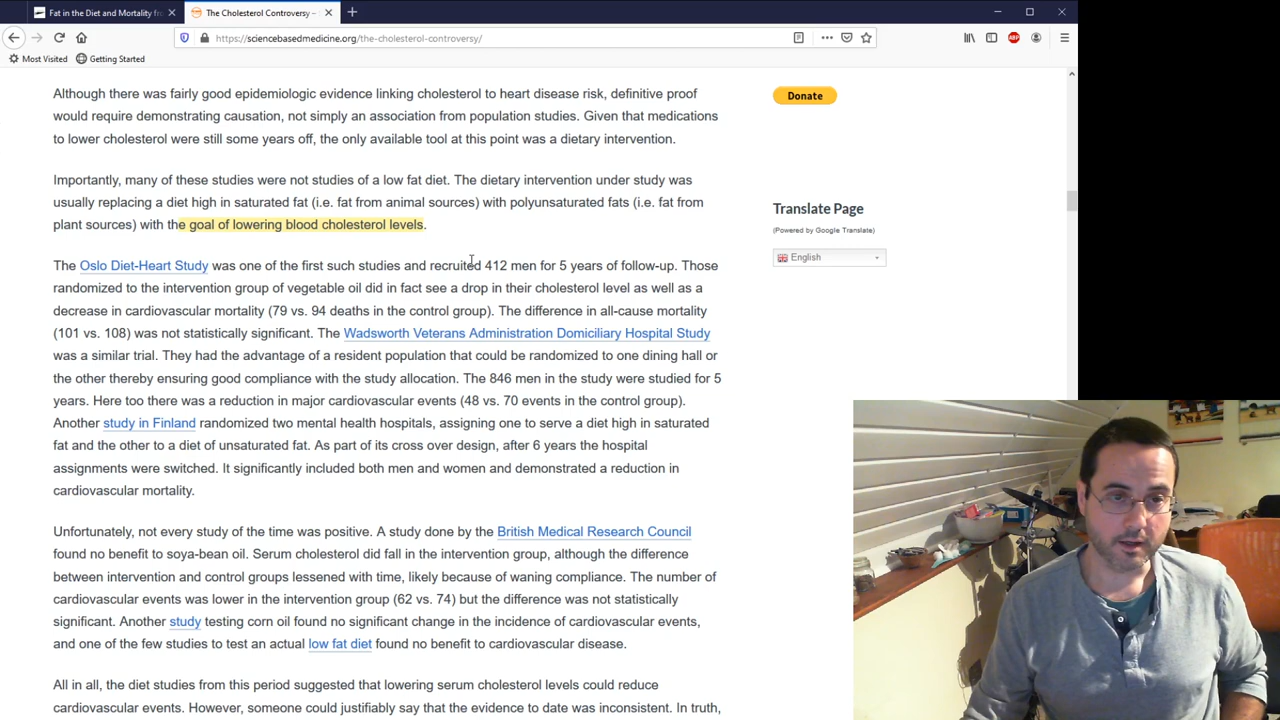 Fat in the Diet and Mortality from
The Cholesterol Controversy –
https://sciencebasedmedicine.org/the-cholesterol-controversy/
Most Visited
Getting Started
ABP
Although there was fairly good epidemiologic evidence linking cholesterol to heart disease risk, definitive proof
would require demonstrating causation, not simply an association from population studies. Given that medications
to lower cholesterol were still some years off, the only available tool at this point was a dietary intervention.
Importantly, many of these studies were not studies of a low fat diet. The dietary intervention under study was
usually replacing a diet high in saturated fat (i.e. fat from animal sources) with polyunsaturated fats (i.e. fat from
plant sources) with the goal of lowering blood cholesterol levels.
The Oslo Diet-Heart Study was one of the first such studies and recruited 412 men for 5 years of follow-up. Those
randomized to the intervention group of vegetable oil did in fact see a drop in their cholesterol level as well as a
decrease in cardiovascular mortality (79 vs. 94 deaths in the control group). The difference in all-cause mortality
(101 vs. 108) was not statistically significant. The Wadsworth Veterans Administration Domiciliary Hospital Study
was a similar trial. They had the advantage of a resident population that could be randomized to one dining hall or
the other thereby ensuring good compliance with the study allocation. The 846 men in the study were studied for 5
years. Here too there was a reduction in major cardiovascular events (48 vs. 70 events in the control group).
Another study in Finland randomized two mental health hospitals, assigning one to serve a diet high in saturated
fat and the other to a diet of unsaturated fat. As part of its cross over design, after 6 years the hospital
assignments were switched. It significantly included both men and women and demonstrated a reduction in
cardiovascular mortality.
Unfortunately, not every study of the time was positive. A study done by the British Medical Research Council
found no benefit to soya-bean oil. Serum cholesterol did fall in the intervention group, although the difference
between intervention and control groups lessened with time, likely because of waning compliance. The number of
cardiovascular events was lower in the intervention group (62 vs. 74) but the difference was not statistically
significant. Another study testing corn oil found no significant change in the incidence of cardiovascular events,
and one of the few studies to test an actual low fat diet found no benefit to cardiovascular disease.
All in all, the diet studies from this period suggested that lowering serum cholesterol levels could reduce
cardiovascular events. However, someone could justifiably say that the evidence to date was inconsistent. In truth,
Donate
Translate Page
(Powered by Google Translate)
English